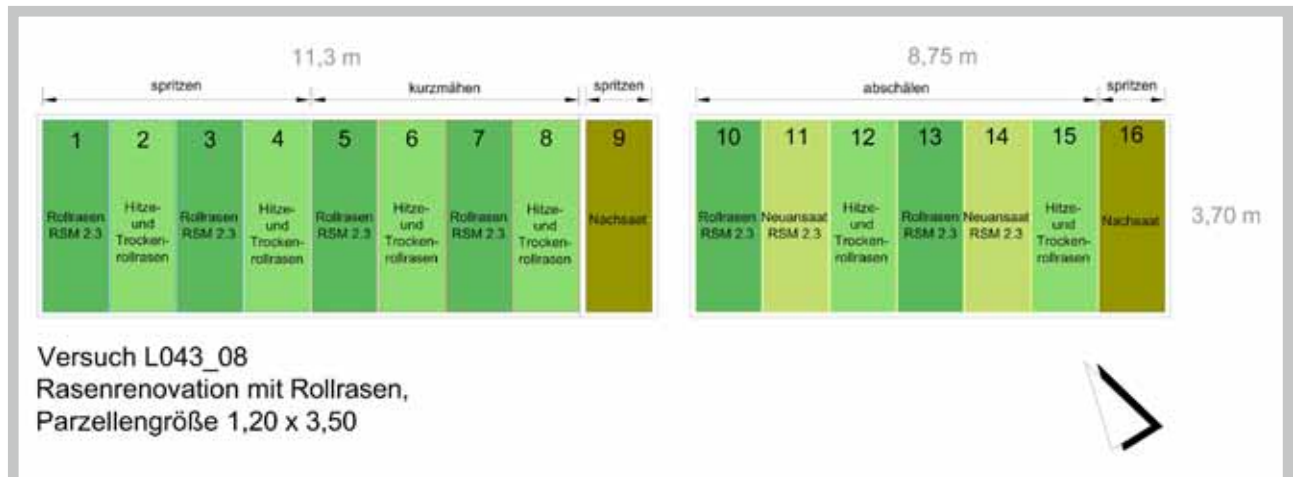 11,3 m
8,75 m
spritzen
kurzmähen
spritzen
abschälen
spritzen
1
2
3
4
5
6
7
8
9
10
11
12
13
14
15
16
Rollrasen
RSM 2.3
Hitze-
und
Trocken-
rollrasen
Rollrasen
RSM 2.3
Hitze-
und
Trocken-
rollrasen
Rollrasen
RSM 2.3
Hitze-
und
Trocken-
rollrasen
Rollrasen
RSM 2.3
Hitze-
und
Trocken-
rollrasen
Nachsaat
Rollrasen
RSM 2.3
Neuansaat
RSM 2.3
Hitze-
und
Trocken-
rollrasen
Rollrasen
RSM 2.3
Neuansaat
RSM 2.3
Hitze-
und
Trocken-
rollrasen
Nachsaat
3,70 m
Versuch L043_08
Rasenrenovation mit Rollrasen,
Parzellengröße 1,20 x 3,50